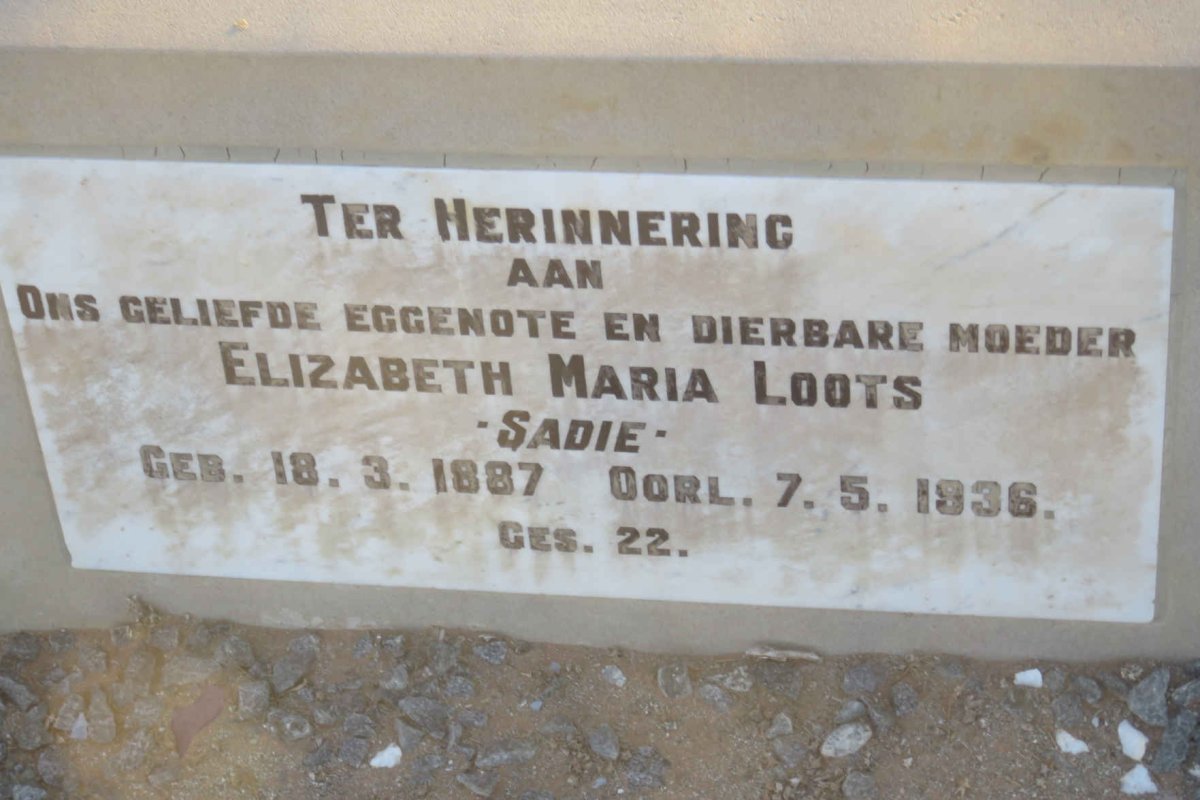 TER HERINNERING
AAN
ONS GELIEFDE EGGENOTE EN DIERBARE MOEDER
ELIZABETH MARIA LOOTS
- SADIE -
GEB. 18. 3. 1887 OORL. 7. 5. 1936.
GES. 22.